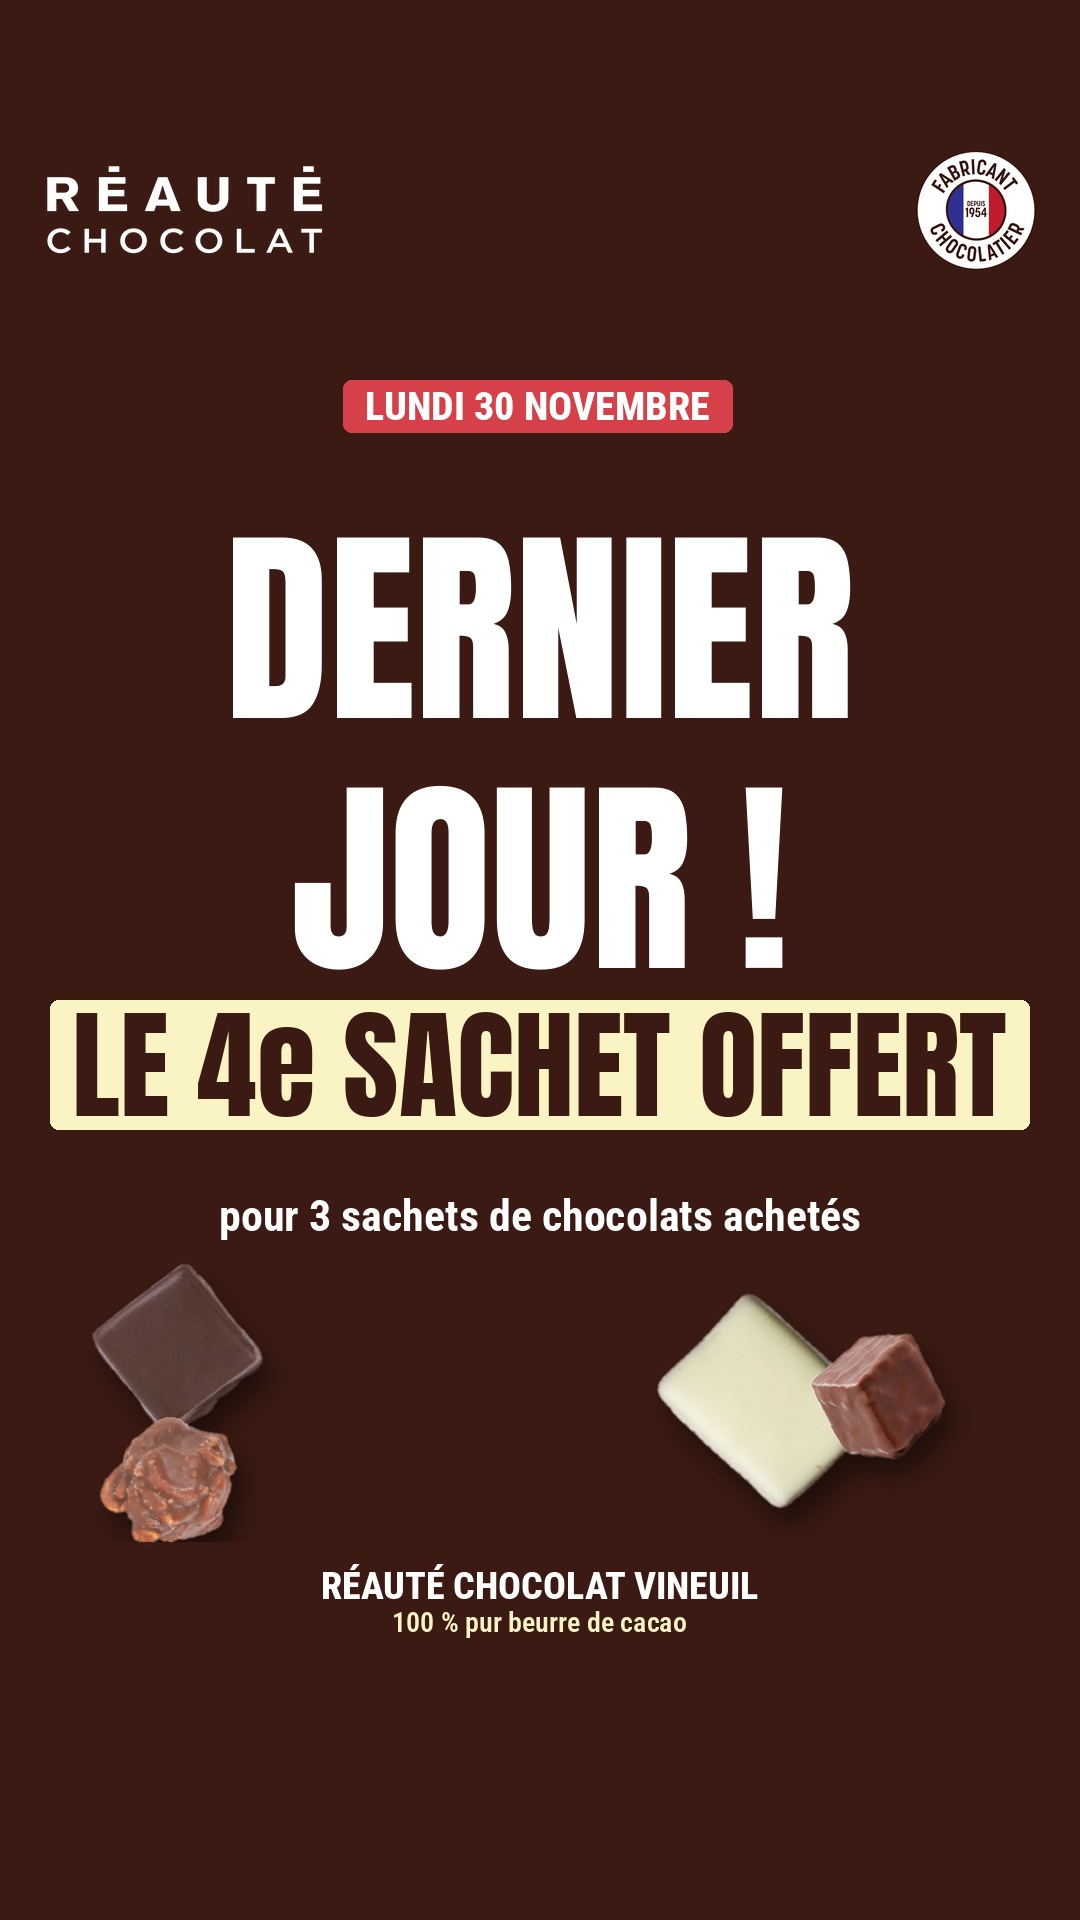 RÉAUTÉ
CHOCOLAT
FABRICANT
DEPUIS
1954
CHOCOLATIER
LUNDI 30 NOVEMBRE
DERNIER
JOUR !
LE 4e SACHET OFFERT
pour 3 sachets de chocolats achetés
RÉAUTÉ CHOCOLAT VINEUIL
100 % pur beurre de cacao